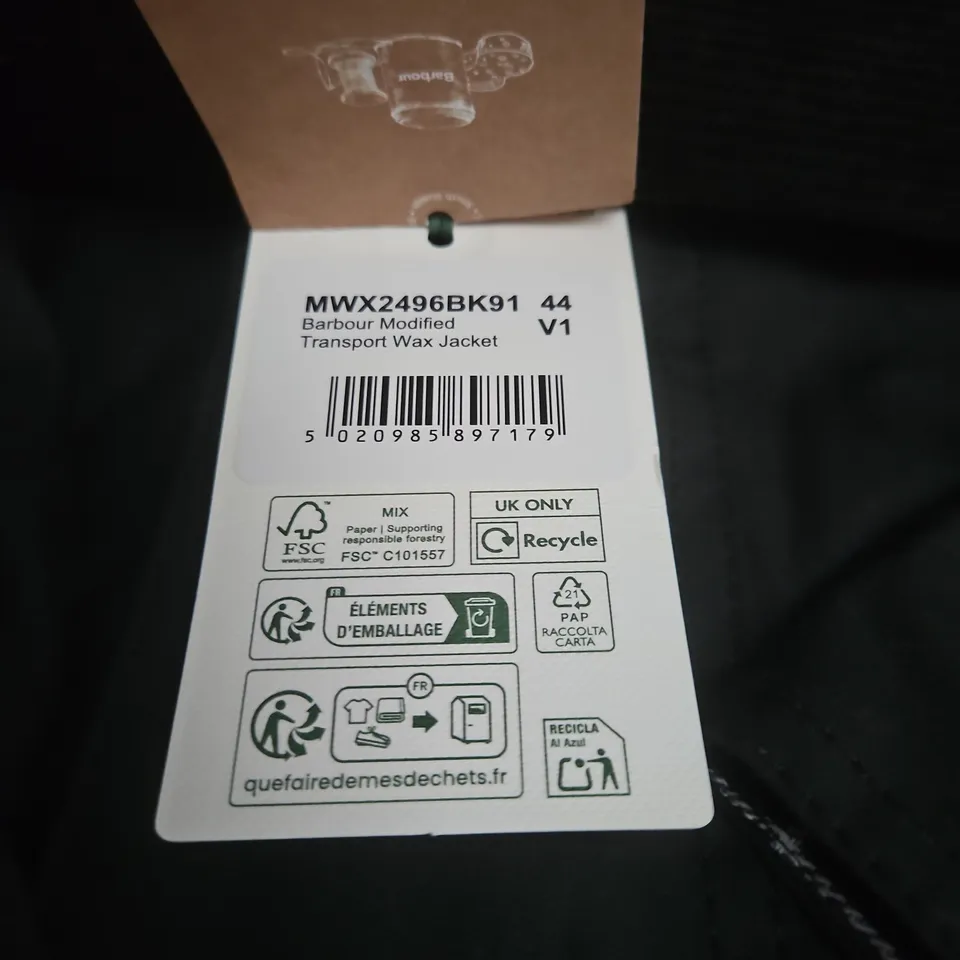 Barbour
MWX2496BK91 44
Barbour Modified V1
Transport Wax Jacket
5 020985 897179
FSC
www.fsc.org
MIX
Paper | Supporting
responsible forestry
FSC™ C101557
UK ONLY
Recycle
FR
ÉLÉMENTS
D'EMBALLAGE
21
PAP
RACCOLTA
CARTA
FR
quefairedemesdechets.fr
RECICLA
Al Azul